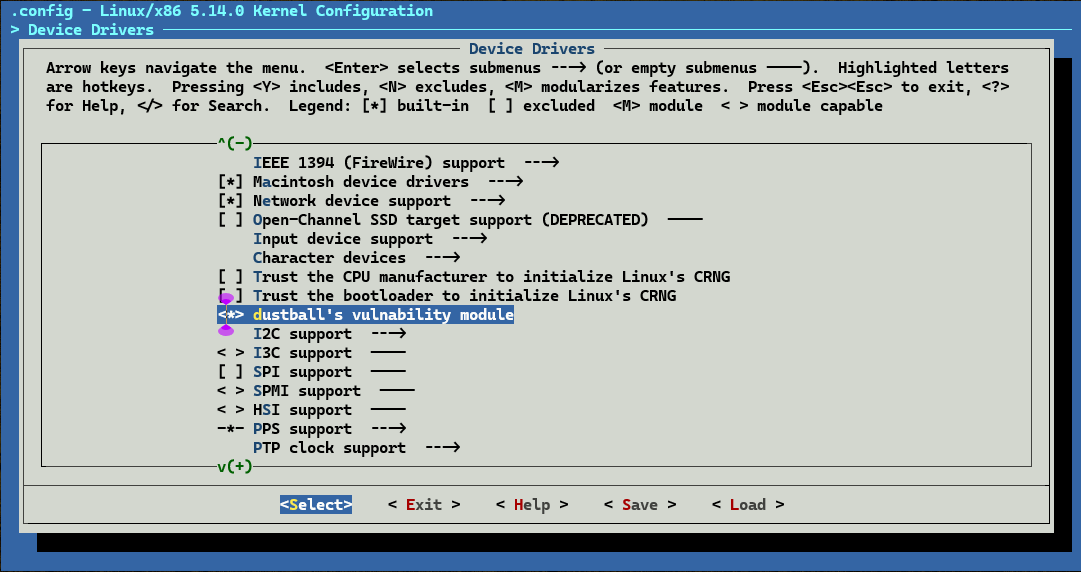 .config - Linux/x86 5.14.0 Kernel Configuration
> Device Drivers
Device Drivers
Arrow keys navigate the menu.  <Enter> selects submenus ---> (or empty submenus ----).  Highlighted letters
are hotkeys.  Pressing <Y> includes, <N> excludes, <M> modularizes features.  Press <Esc><Esc> to exit, <?>
for Help, </> for Search.  Legend: [*] built-in  [ ] excluded  <M> module  < > module capable
^(-)
IEEE 1394 (FireWire) support  --->
[*] Macintosh device drivers  --->
[*] Network device support  --->
[ ] Open-Channel SSD target support (DEPRECATED)  ----
Input device support  --->
Character devices  --->
[ ] Trust the CPU manufacturer to initialize Linux's CRNG
[ ] Trust the bootloader to initialize Linux's CRNG
<*> dustball's vulnability module
I2C support  --->
< > I3C support  ----
[ ] SPI support  ----
< > SPMI support  ----
< > HSI support  ----
-*- PPS support  --->
PTP clock support  --->
v(+)
<Select>    < Exit >    < Help >    < Save >    < Load >